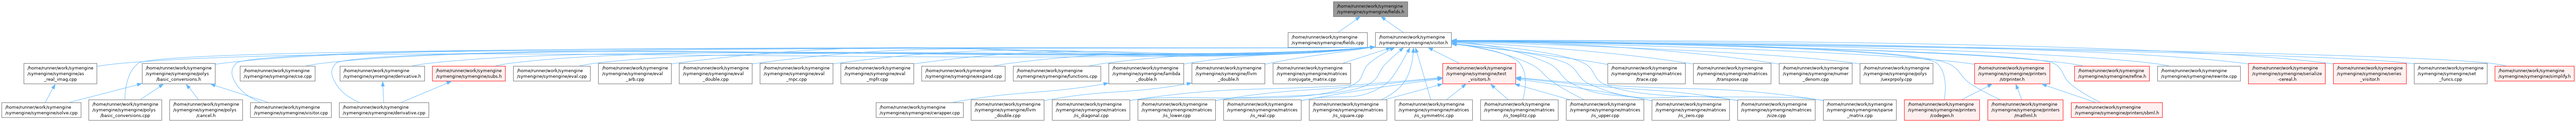 /home/runner/work/symengine
/symengine/symengine/fields.h
/home/runner/work/symengine
/symengine/symengine/fields.cpp
/home/runner/work/symengine
/symengine/symengine/visitor.h
/home/runner/work/symengine
/symengine/symengine/as
_real_imag.cpp
/home/runner/work/symengine
/symengine/symengine/polys
/basic_conversions.h
/home/runner/work/symengine
/symengine/symengine/cse.cpp
/home/runner/work/symengine
/symengine/symengine/derivative.h
/home/runner/work/symengine
/symengine/symengine/subs.h
/home/runner/work/symengine
/symengine/symengine/eval.cpp
/home/runner/work/symengine
/symengine/symengine/eval
_arb.cpp
/home/runner/work/symengine
/symengine/symengine/eval
_double.cpp
/home/runner/work/symengine
/symengine/symengine/eval
_mpc.cpp
/home/runner/work/symengine
/symengine/symengine/eval
_mpfr.cpp
/home/runner/work/symengine
/symengine/symengine/expand.cpp
/home/runner/work/symengine
/symengine/symengine/functions.cpp
/home/runner/work/symengine
/symengine/symengine/lambda
_double.h
/home/runner/work/symengine
/symengine/symengine/llvm
_double.h
/home/runner/work/symengine
/symengine/symengine/matrices
/conjugate_matrix.cpp
/home/runner/work/symengine
/symengine/symengine/test
_visitors.h
/home/runner/work/symengine
/symengine/symengine/matrices
/trace.cpp
/home/runner/work/symengine
/symengine/symengine/matrices
/transpose.cpp
/home/runner/work/symengine
/symengine/symengine/numer
_denom.cpp
/home/runner/work/symengine
/symengine/symengine/polys
/uexprpoly.cpp
/home/runner/work/symengine
/symengine/symengine/printers
/strprinter.h
/home/runner/work/symengine
/symengine/symengine/refine.h
/home/runner/work/symengine
/symengine/symengine/rewrite.cpp
/home/runner/work/symengine
/symengine/symengine/serialize
-cereal.h
/home/runner/work/symengine
/symengine/symengine/series
_visitor.h
/home/runner/work/symengine
/symengine/symengine/set
_funcs.cpp
/home/runner/work/symengine
/symengine/symengine/simplify.h
/home/runner/work/symengine
/symengine/symengine/solve.cpp
/home/runner/work/symengine
/symengine/symengine/polys
/basic_conversions.cpp
/home/runner/work/symengine
/symengine/symengine/polys
/cancel.h
/home/runner/work/symengine
/symengine/symengine/visitor.cpp
/home/runner/work/symengine
/symengine/symengine/derivative.cpp
/home/runner/work/symengine
/symengine/symengine/cwrapper.cpp
/home/runner/work/symengine
/symengine/symengine/llvm
_double.cpp
/home/runner/work/symengine
/symengine/symengine/matrices
/is_diagonal.cpp
/home/runner/work/symengine
/symengine/symengine/matrices
/is_lower.cpp
/home/runner/work/symengine
/symengine/symengine/matrices
/is_real.cpp
/home/runner/work/symengine
/symengine/symengine/matrices
/is_square.cpp
/home/runner/work/symengine
/symengine/symengine/matrices
/is_symmetric.cpp
/home/runner/work/symengine
/symengine/symengine/matrices
/is_toeplitz.cpp
/home/runner/work/symengine
/symengine/symengine/matrices
/is_upper.cpp
/home/runner/work/symengine
/symengine/symengine/matrices
/is_zero.cpp
/home/runner/work/symengine
/symengine/symengine/matrices
/size.cpp
/home/runner/work/symengine
/symengine/symengine/sparse
_matrix.cpp
/home/runner/work/symengine
/symengine/symengine/printers
/codegen.h
/home/runner/work/symengine
/symengine/symengine/printers
/mathml.h
/home/runner/work/symengine
/symengine/symengine/printers/sbml.h